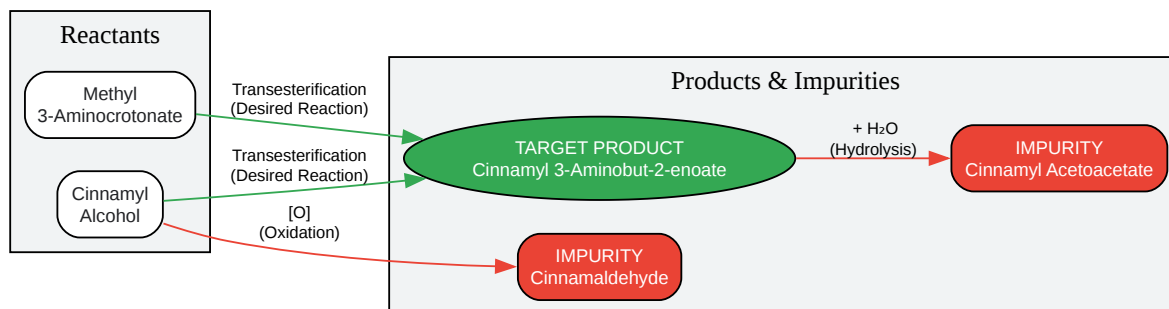 Reactants
Methyl
3-Aminocrotonate
Cinnamyl
Alcohol
Transesterification
(Desired Reaction)
Transesterification
(Desired Reaction)
[O]
(Oxidation)
Products & Impurities
TARGET PRODUCT
Cinnamyl 3-Aminobut-2-enoate
+ H₂O
(Hydrolysis)
IMPURITY
Cinnamyl Acetoacetate
IMPURITY
Cinnamaldehyde